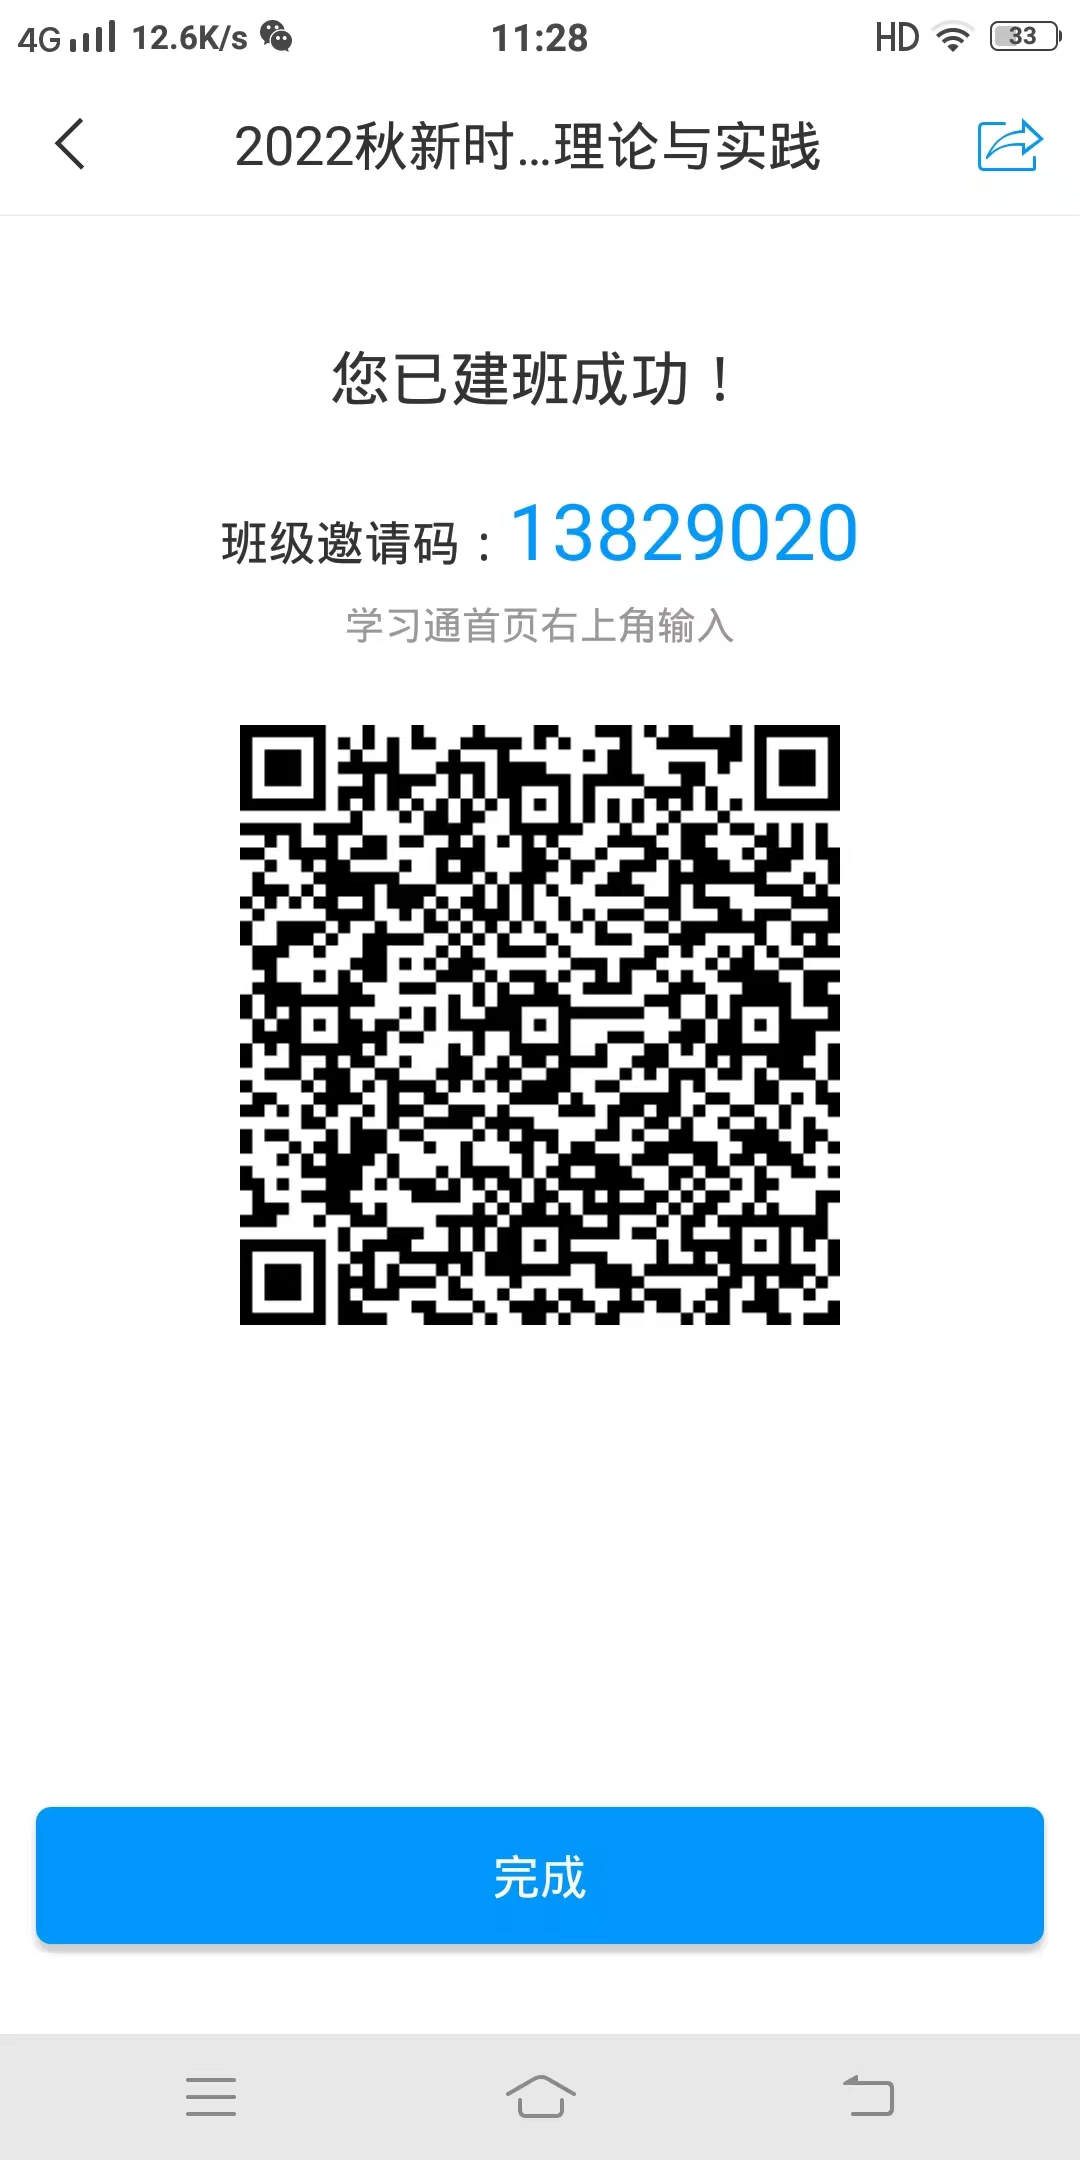 4G 12.6K/s 11:28 HD 33
2022秋新时...理论与实践
您已建班成功！
班级邀请码：13829020
学习通首页右上角输入
完成